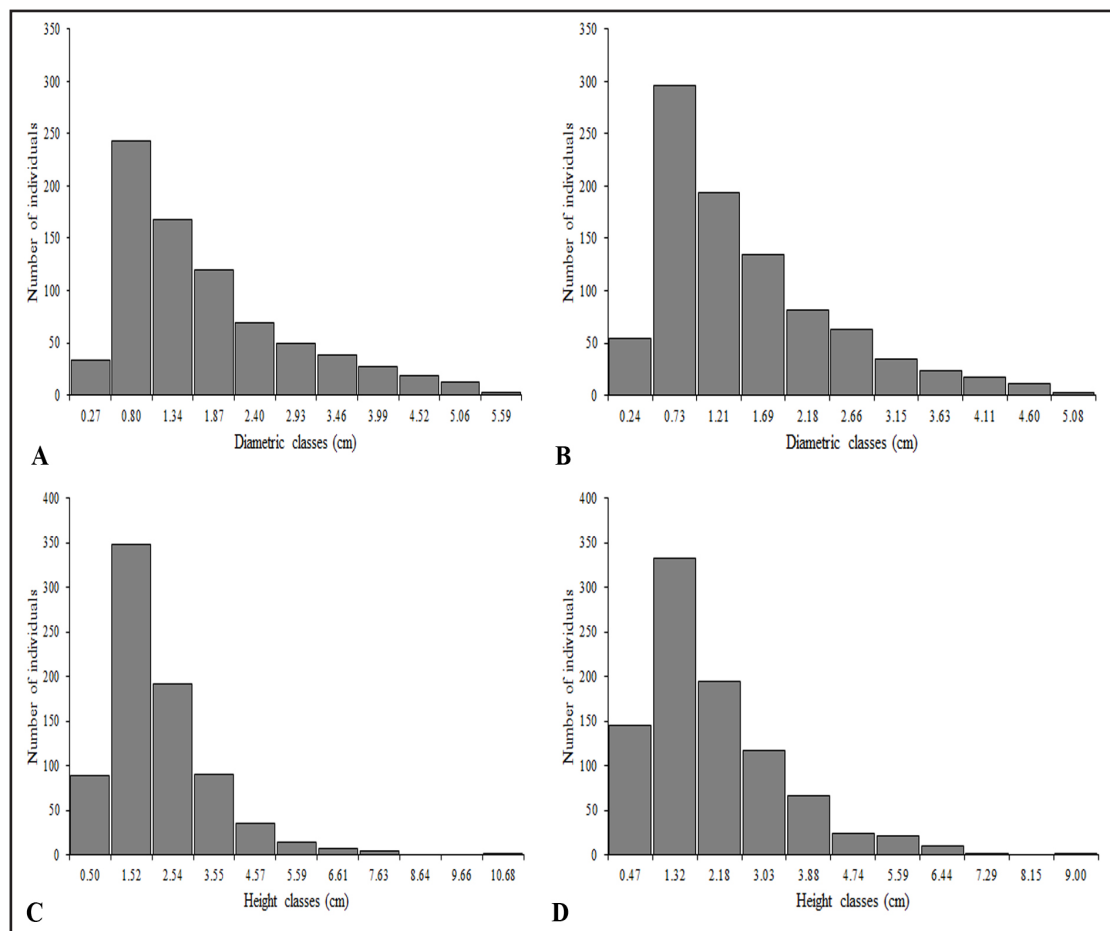 350
300
250
200
150
100
50
0
Number of individuals
0.27 0.80 1.34 1.87 2.40 2.93 3.46 3.99 4.52 5.06 5.59
Diametric classes (cm)
A
350
300
250
200
150
100
50
0
Number of individuals
0.24 0.73 1.21 1.69 2.18 2.66 3.15 3.63 4.11 4.60 5.08
Diametric classes (cm)
B
400
350
300
250
200
150
100
50
0
Number of individuals
0.50 1.52 2.54 3.55 4.57 5.59 6.61 7.63 8.64 9.66 10.68
Height classes (cm)
C
400
350
300
250
200
150
100
50
0
Number of individuals
0.47 1.32 2.18 3.03 3.88 4.74 5.59 6.44 7.29 8.15 9.00
Height classes (cm)
D